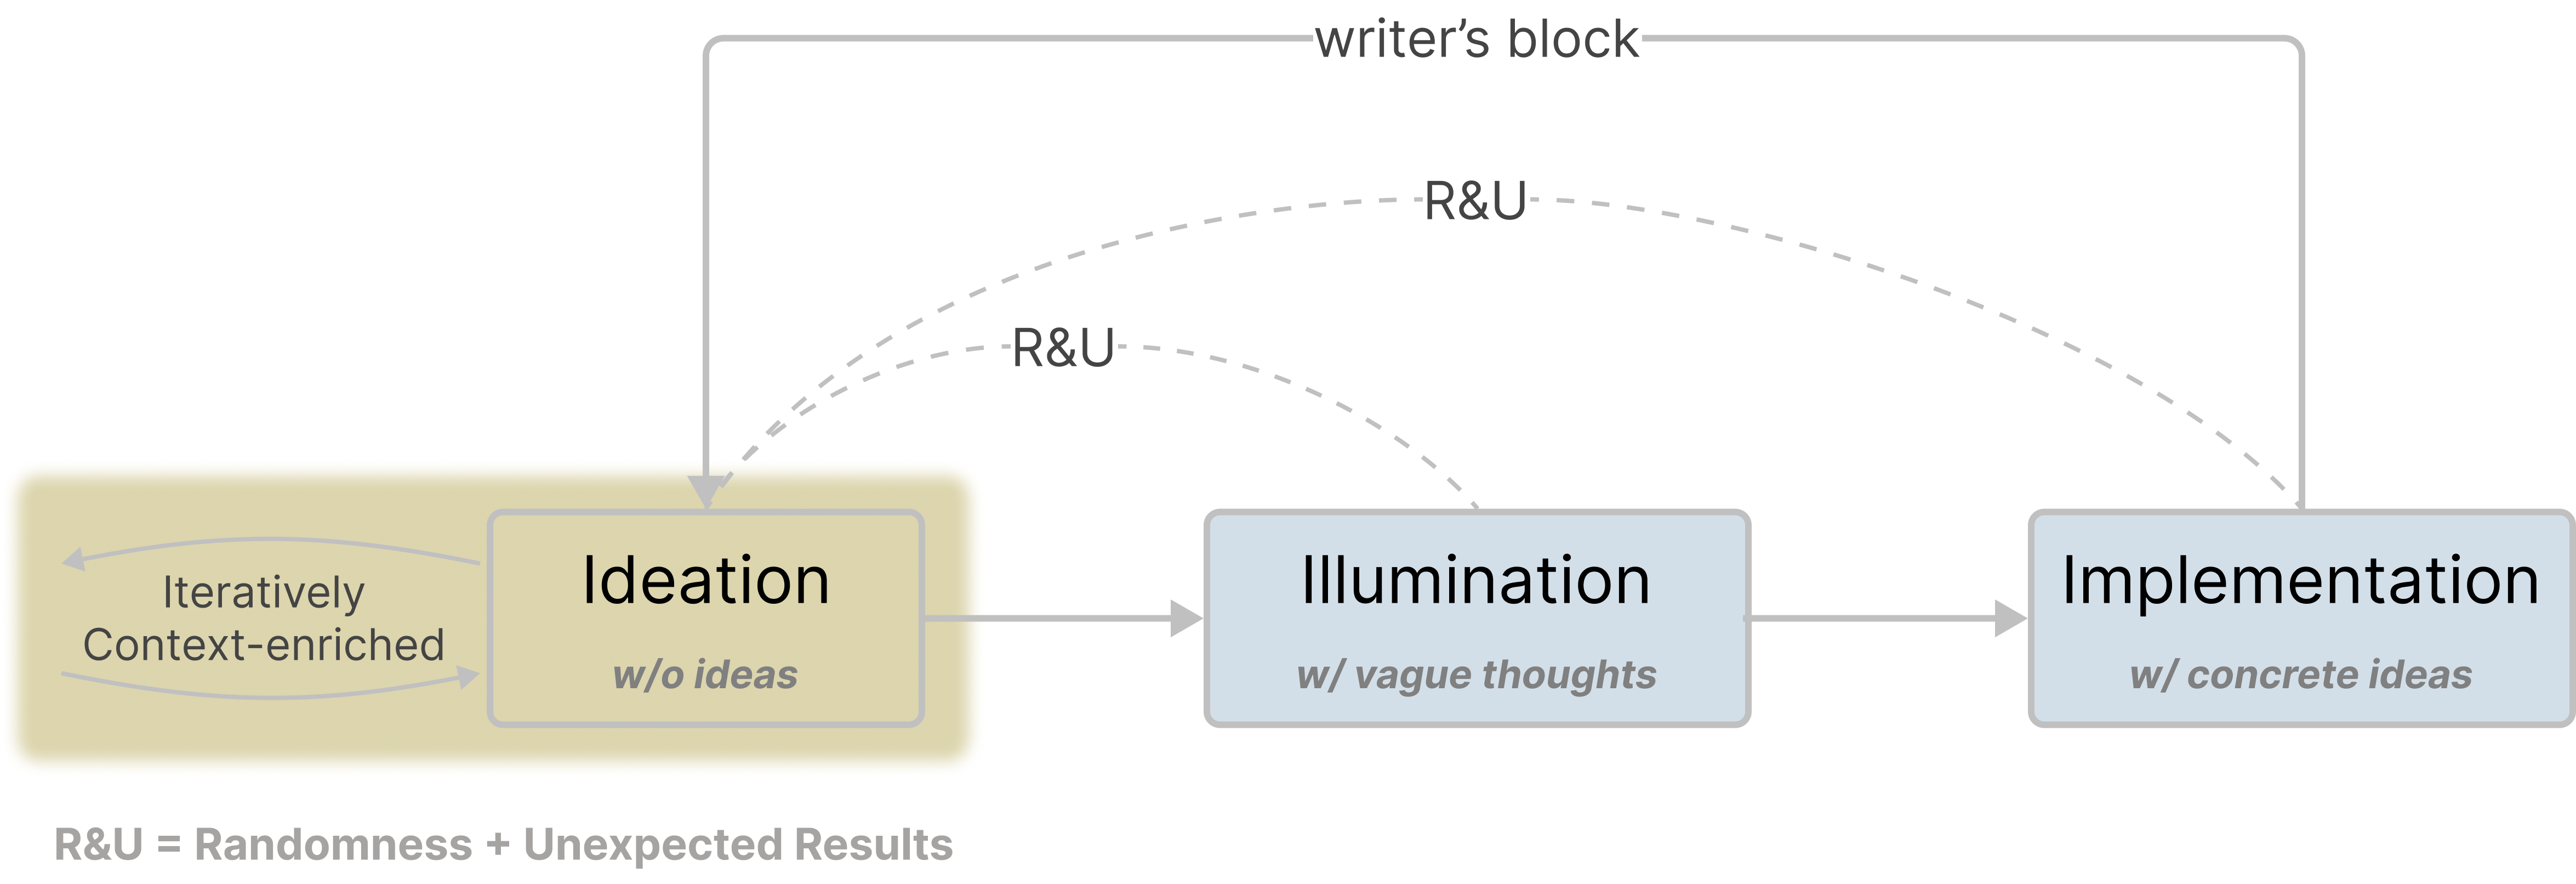 writer’s block
R&U
R&U
Iteratively
Context-enriched
Ideation
w/o ideas
Illumination
w/ vague thoughts
Implementation
w/ concrete ideas
R&U = Randomness + Unexpected Results